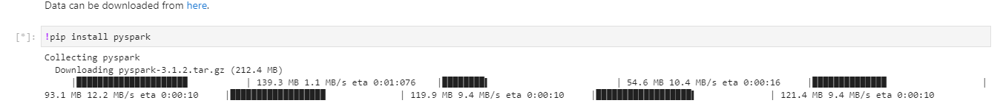 Data can be downloaded from here.
[*]: !pip install pyspark
Collecting pyspark
Downloading pyspark-3.1.2.tar.gz (212.4 MB)
| | 139.3 MB 1.1 MB/s eta 0:01:076 | | 54.6 MB 10.4 MB/s eta 0:00:16 | |
93.1 MB 12.2 MB/s eta 0:00:10 | | 119.9 MB 9.4 MB/s eta 0:00:10 | | 121.4 MB 9.4 MB/s eta 0:00:10